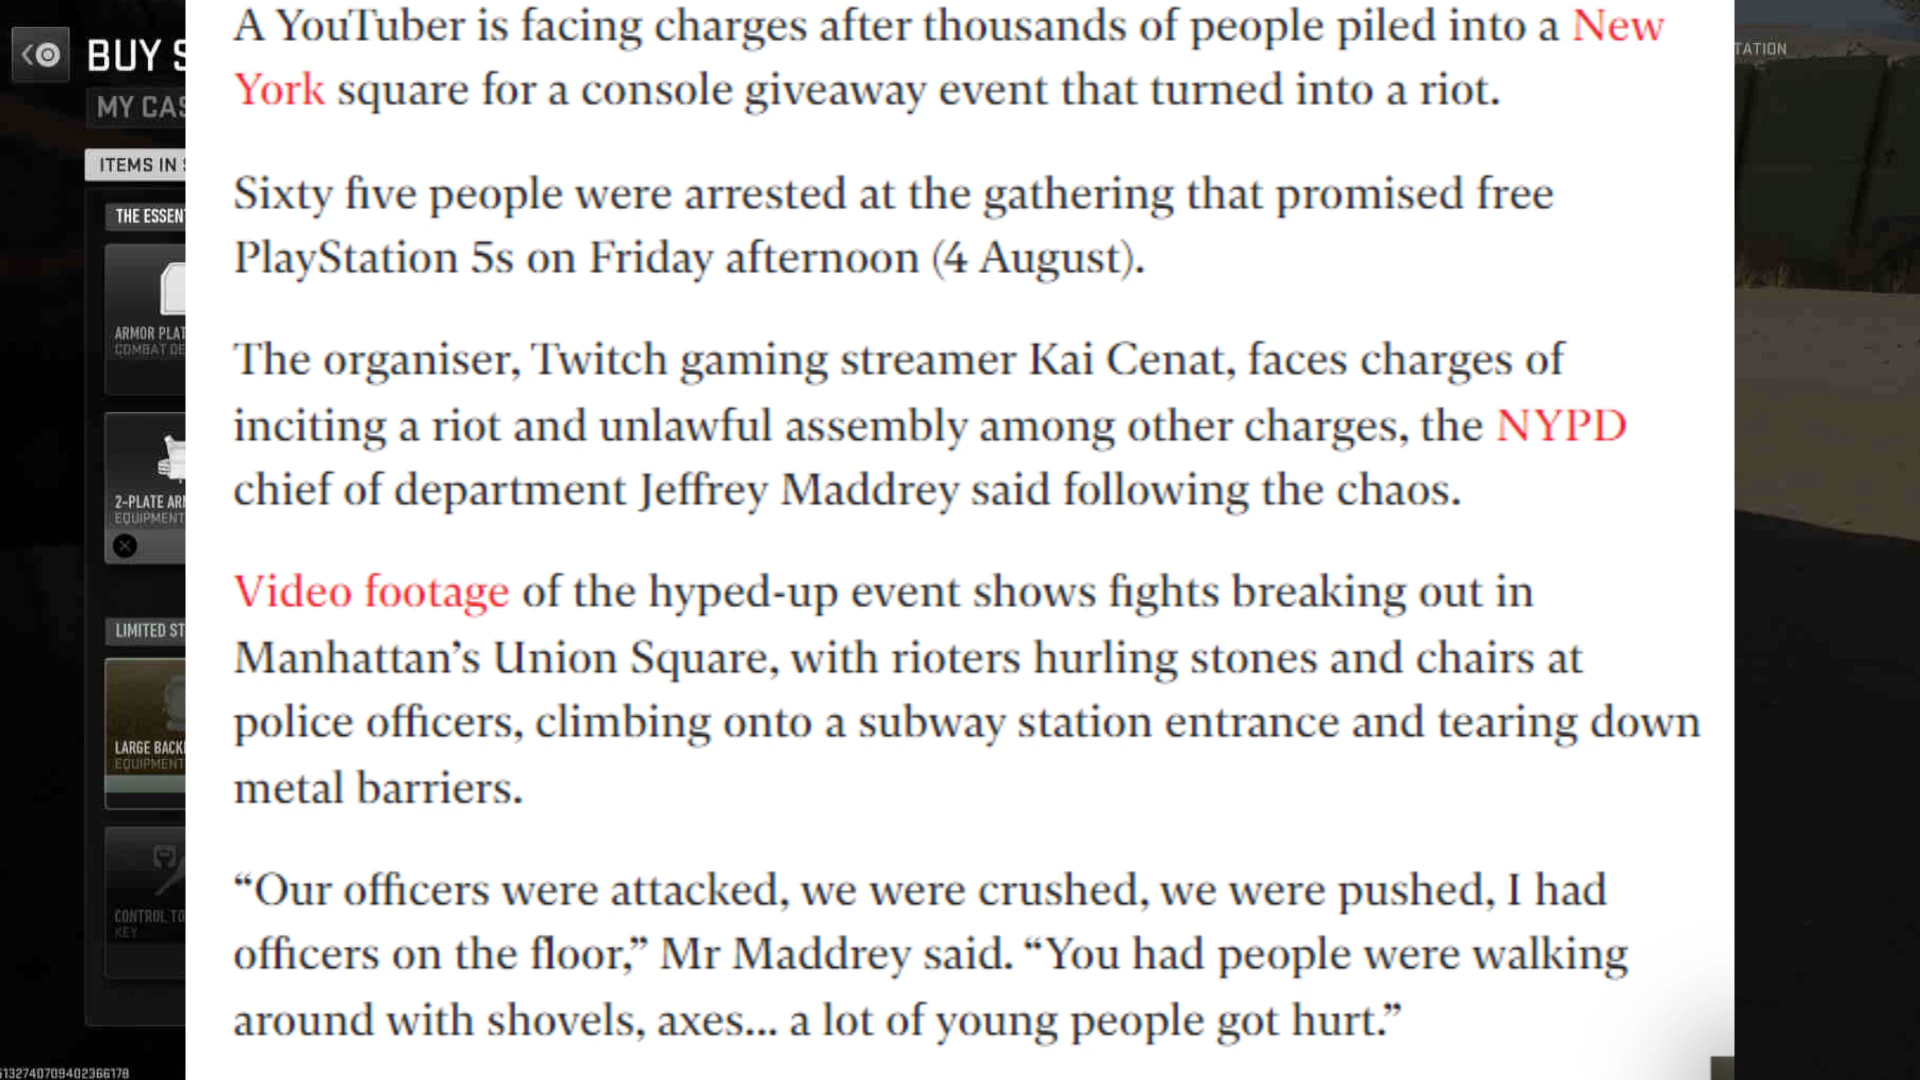 BUY S
MY CAS
ITEMS IN S
THE ESSEN
ARMOR PLAT
COMBAT DE
2-PLATE AR
EQUIPMENT
LIMITED ST
LARGE BACK
EQUIPMENT
CONTROL TO
KEY
TATION
A YouTuber is facing charges after thousands of people piled into a New
York square for a console giveaway event that turned into a riot.
Sixty five people were arrested at the gathering that promised free
PlayStation 5s on Friday afternoon (4 August).
The organiser, Twitch gaming streamer Kai Cenat, faces charges of
inciting a riot and unlawful assembly among other charges, the NYPD
chief of department Jeffrey Maddrey said following the chaos.
Video footage of the hyped-up event shows fights breaking out in
Manhattan’s Union Square, with rioters hurling stones and chairs at
police officers, climbing onto a subway station entrance and tearing down
metal barriers.
“Our officers were attacked, we were crushed, we were pushed, I had
officers on the floor,” Mr Maddrey said. “You had people were walking
around with shovels, axes... a lot of young people got hurt.”